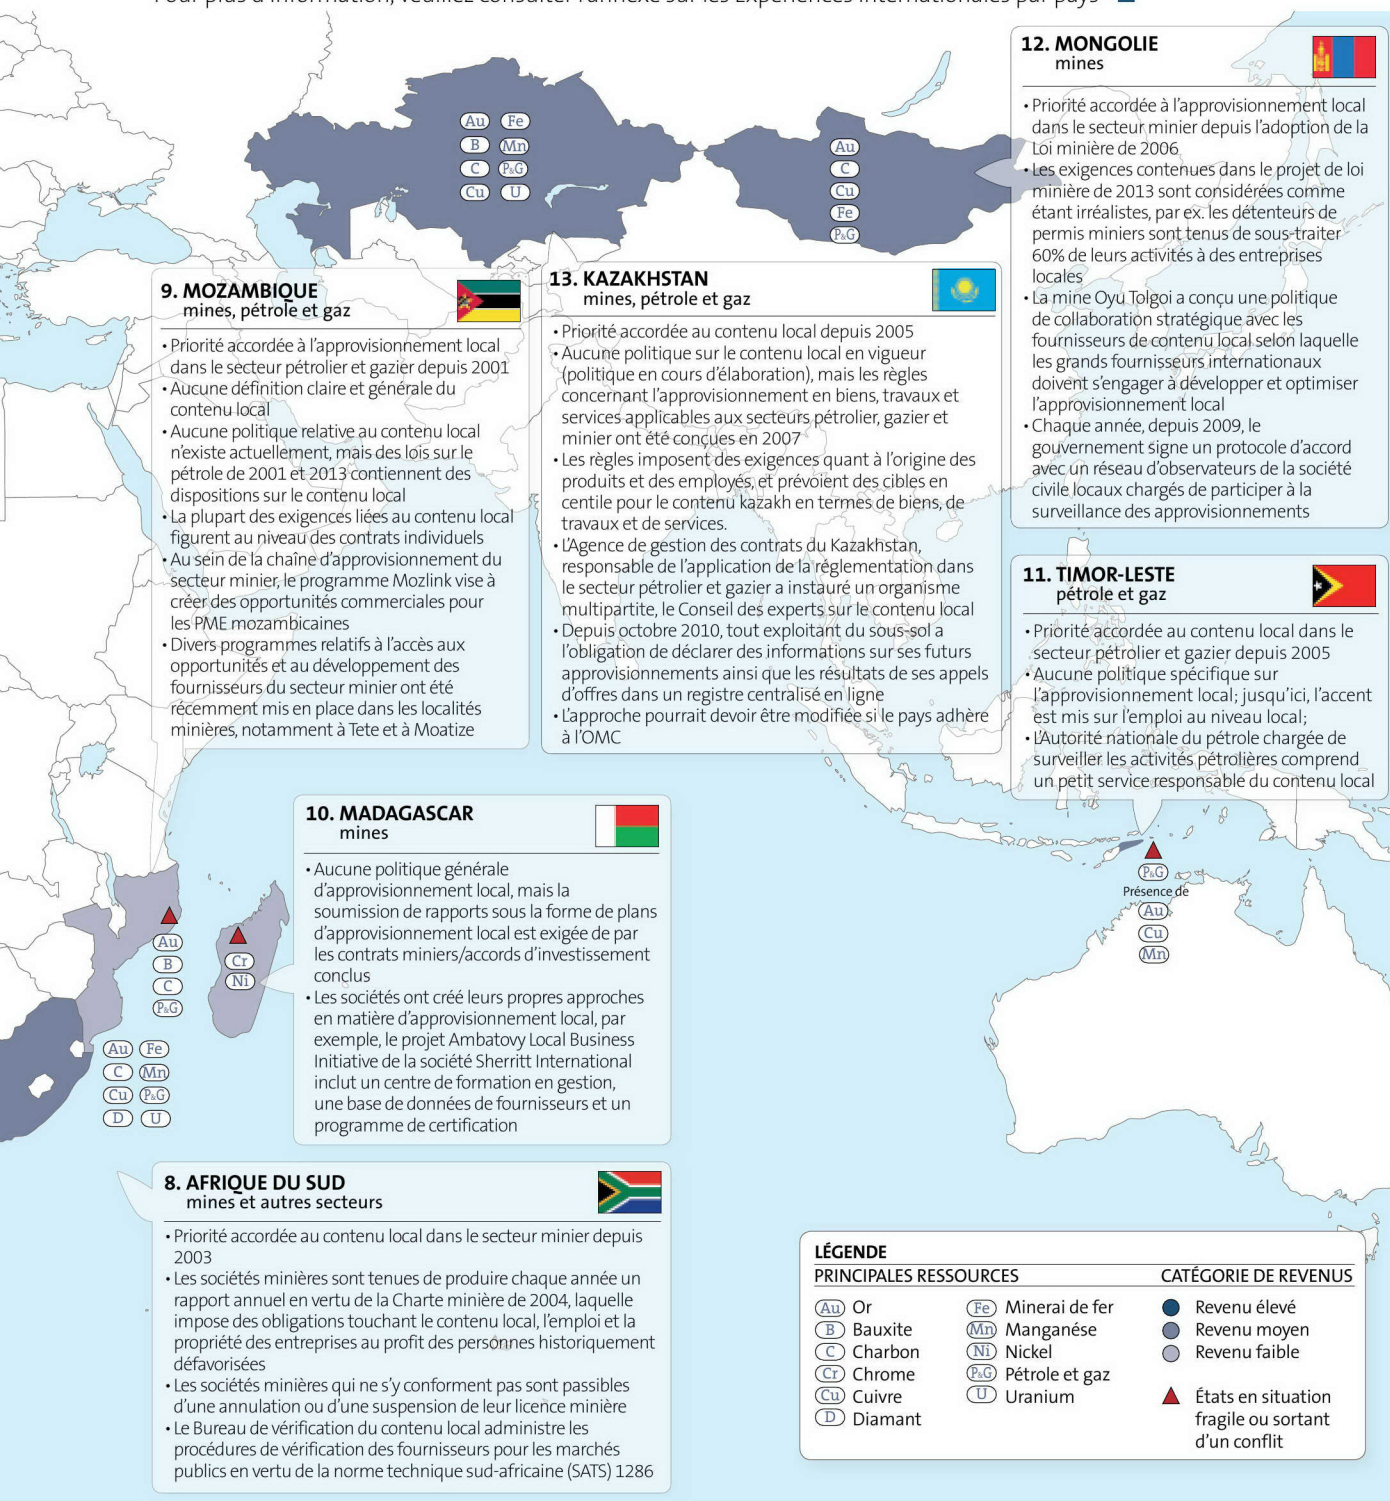 Pour plus d'information, veuillez consulter l'annexe sur les expériences internationales par pays
12. MONGOLIE
mines
• Priorité accordée à l'approvisionnement local
dans le secteur minier depuis l'adoption de la
Loi minière de 2006
• Les exigences contenues dans le projet de loi
minière de 2013 sont considérées comme
étant irréalistes, par ex. les détenteurs de
permis miniers sont tenus de sous-traiter
60% de leurs activités à des entreprises
locales
• La mine Oyu Tolgoi a conçu une politique
de collaboration stratégique avec les
fournisseurs de contenu local selon laquelle
les grands fournisseurs internationaux
doivent s'engager à développer et optimiser
l'approvisionnement local
• Chaque année, depuis 2009, le
gouvernement signe un protocole d'accord
avec un réseau d'observateurs de la société
civile locaux chargés de participer à la
surveillance des approvisionnements
Au Fe
B Mn
C P&G
Cu U
Au
C
Cu
Fe
P&G
9. MOZAMBIQUE
mines, pétrole et gaz
• Priorité accordée à l'approvisionnement local
dans le secteur pétrolier et gazier depuis 2001
• Aucune définition claire et générale du
contenu local
• Aucune politique relative au contenu local
n'existe actuellement, mais des lois sur le
pétrole de 2001 et 2013 contiennent des
dispositions sur le contenu local
• La plupart des exigences liées au contenu local
figurent au niveau des contrats individuels
• Au sein de la chaîne d'approvisionnement du
secteur minier, le programme Mozlink vise à
créer des opportunités commerciales pour
les PME mozambicaines
• Divers programmes relatifs à l'accès aux
opportunités et au développement des
fournisseurs du secteur minier ont été
récemment mis en place dans les localités
minières, notamment à Tete et à Moatize
13. KAZAKHSTAN
mines, pétrole et gaz
• Priorité accordée au contenu local depuis 2005
• Aucune politique sur le contenu local en vigueur
(politique en cours d'élaboration), mais les règles
concernant l'approvisionnement en biens, travaux et
services applicables aux secteurs pétrolier, gazier et
minier ont été conçues en 2007
• Les règles imposent des exigences quant à l'origine des
produits et des employés, et prévoient des cibles en
centile pour le contenu kazakh en termes de biens, de
travaux et de services.
• L'Agence de gestion des contrats du Kazakhstan,
responsable de l'application de la réglementation dans
le secteur pétrolier et gazier a instauré un organisme
multipartite, le Conseil des experts sur le contenu local
• Depuis octobre 2010, tout exploitant du sous-sol a
l'obligation de déclarer des informations sur ses futurs
approvisionnements ainsi que les résultats de ses appels
d'offres dans un registre centralisé en ligne
• L'approche pourrait devoir être modifiée si le pays adhère
à l'OMC
11. TIMOR-LESTE
pétrole et gaz
• Priorité accordée au contenu local dans le
secteur pétrolier et gazier depuis 2005
• Aucune politique spécifique sur
l'approvisionnement local; jusqu'ici, l'accent
est mis sur l'emploi au niveau local;
• L'Autorité nationale du pétrole chargée de
surveiller les activités pétrolières comprend
un petit service responsable du contenu local
P&G
Présence de
Au
Cu
Mn
10. MADAGASCAR
mines
• Aucune politique générale
d'approvisionnement local, mais la
soumission de rapports sous la forme de plans
d'approvisionnement local est exigée de par
les contrats miniers/accords d'investissement
conclus
• Les sociétés ont créé leurs propres approches
en matière d'approvisionnement local, par
exemple, le projet Ambatovy Local Business
Initiative de la société Sherritt International
inclut un centre de formation en gestion,
une base de données de fournisseurs et un
programme de certification
Au
B
C
P&G
Cr
Ni
Au Fe
C Mn
Cu P&G
D U
8. AFRIQUE DU SUD
mines et autres secteurs
• Priorité accordée au contenu local dans le secteur minier depuis
2003
• Les sociétés minières sont tenues de produire chaque année un
rapport annuel en vertu de la Charte minière de 2004, laquelle
impose des obligations touchant le contenu local, l'emploi et la
propriété des entreprises au profit des personnes historiquement
défavorisées
• Les sociétés minières qui ne s'y conforment pas sont passibles
d'une annulation ou d'une suspension de leur licence minière
• Le Bureau de vérification du contenu local administre les
procédures de vérification des fournisseurs pour les marchés
publics en vertu de la norme technique sud-africaine (SATS) 1286
LÉGENDE
PRINCIPALES RESSOURCES
Au Or
B Bauxite
C Charbon
Cr Chrome
Cu Cuivre
D Diamant
Fe Minerai de fer
Mn Manganése
Ni Nickel
P&G Pétrole et gaz
U Uranium
CATÉGORIE DE REVENUS
Revenu élevé
Revenu moyen
Revenu faible
États en situation
fragile ou sortant
d'un conflit